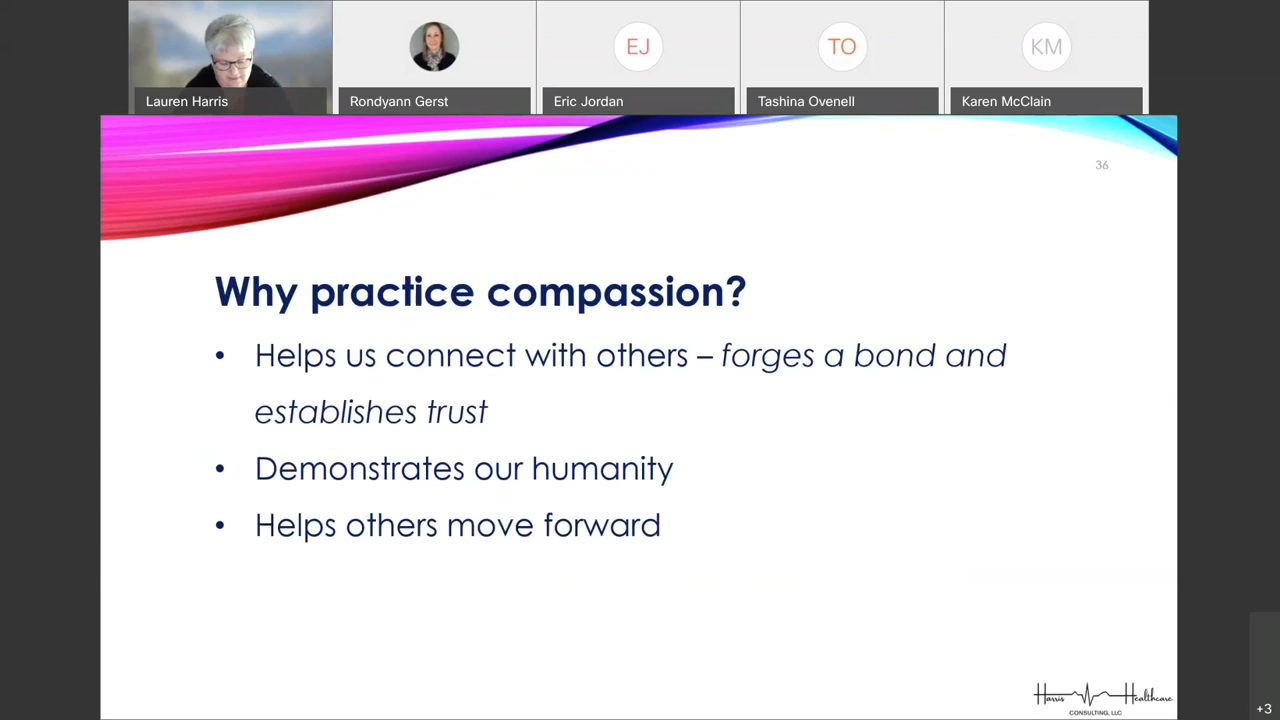 Lauren Harris
Rondyann Gerst
EJ
Eric Jordan
TO
Tashina Ovenell
KM
Karen McClain
36
Why practice compassion?
• Helps us connect with others – forges a bond and
establishes trust
• Demonstrates our humanity
• Helps others move forward
Harris Healthcare
CONSULTING, LLC
+3